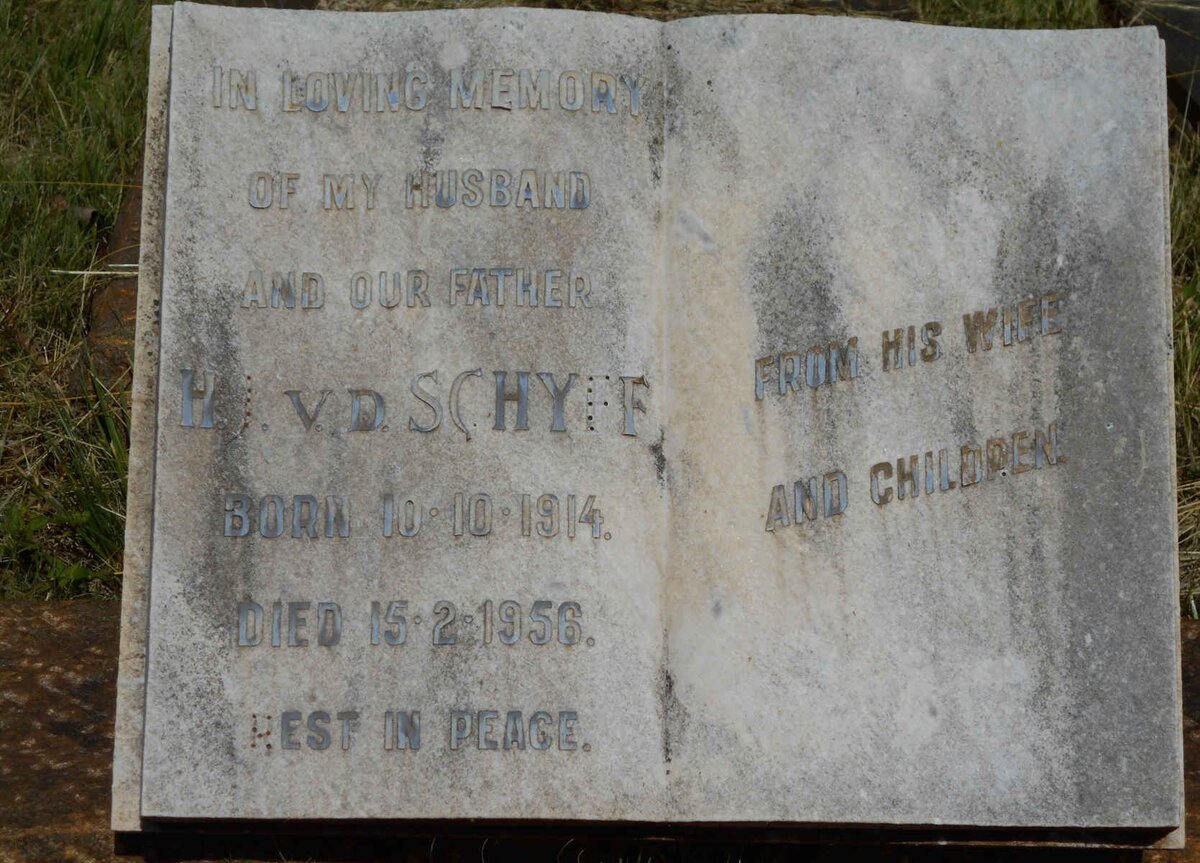 IN LOVING MEMORY
OF MY HUSBAND
AND OUR FATHER
H.J. V.D. SCHYFF
BORN 10·10·1914.
DIED 15·2·1956.
REST IN PEACE.
FROM HIS WIFE
AND CHILDREN.